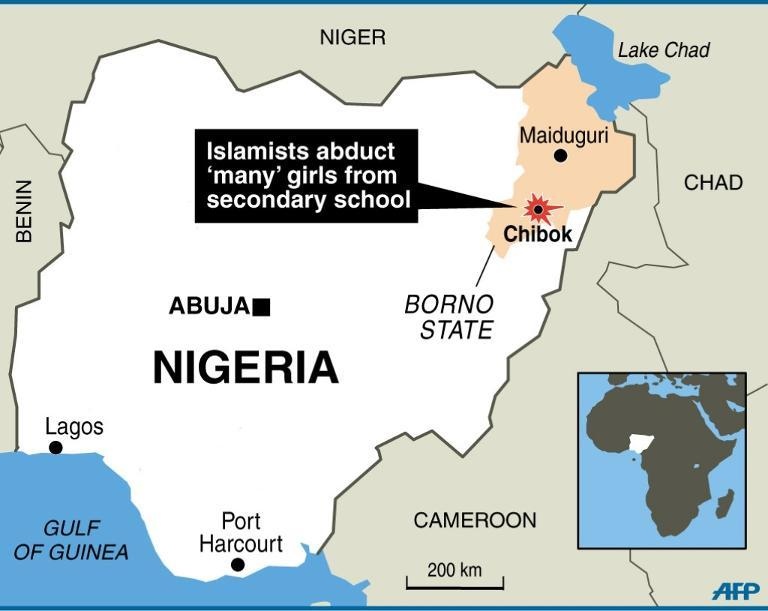 NIGER
Lake Chad
Maiduguri
Islamists abduct
‘many’ girls from
secondary school
CHAD
BENIN
Chibok
ABUJA
BORNO
STATE
NIGERIA
Lagos
GULF
OF GUINEA
Port
Harcourt
CAMEROON
200 km
AFP